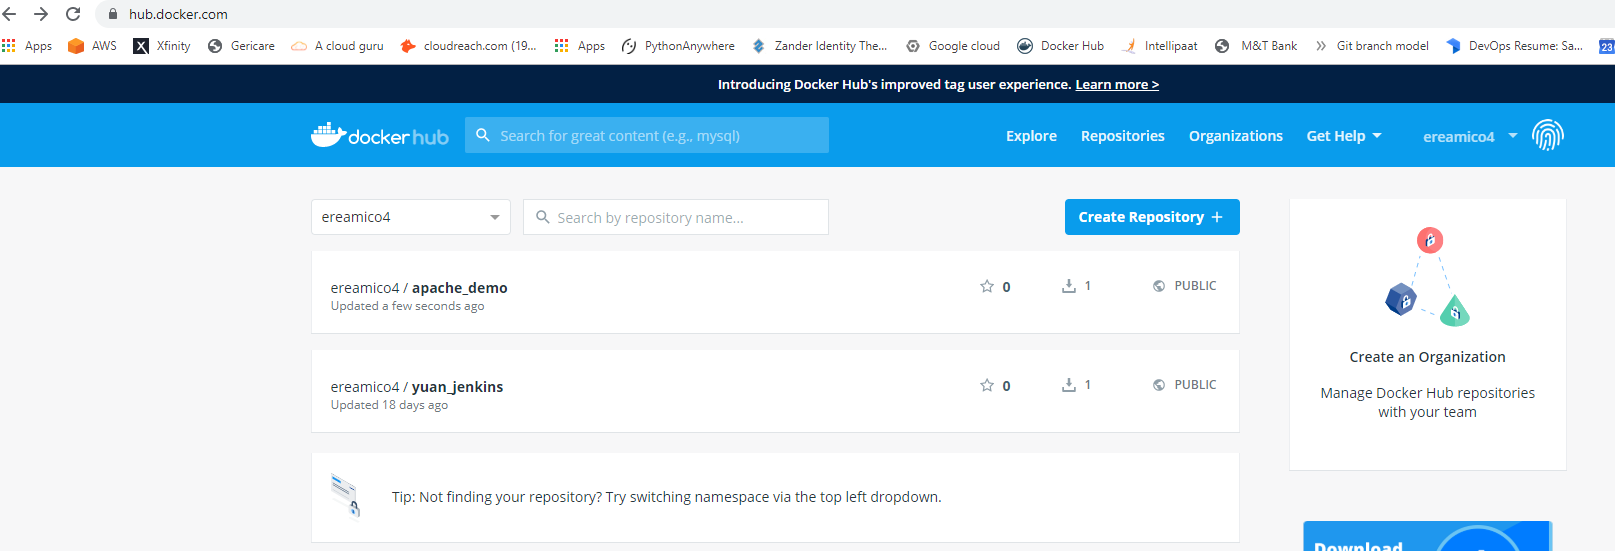 hub.docker.com
Apps AWS Xfinity Gericare A cloud guru cloudreach.com (19... Apps PythonAnywhere Zander Identity The... Google cloud Docker Hub Intellipaat M&T Bank Git branch model DevOps Resume: Sa... 23
Introducing Docker Hub's improved tag user experience. Learn more >
docker hub Search for great content (e.g., mysql) Explore Repositories Organizations Get Help ereamico4
ereamico4 Search by repository name... Create Repository +
ereamico4 / apache_demo 0 1 PUBLIC
Updated a few seconds ago
ereamico4 / yuan_jenkins 0 1 PUBLIC
Updated 18 days ago
Tip: Not finding your repository? Try switching namespace via the top left dropdown.
Create an Organization
Manage Docker Hub repositories
with your team
Download